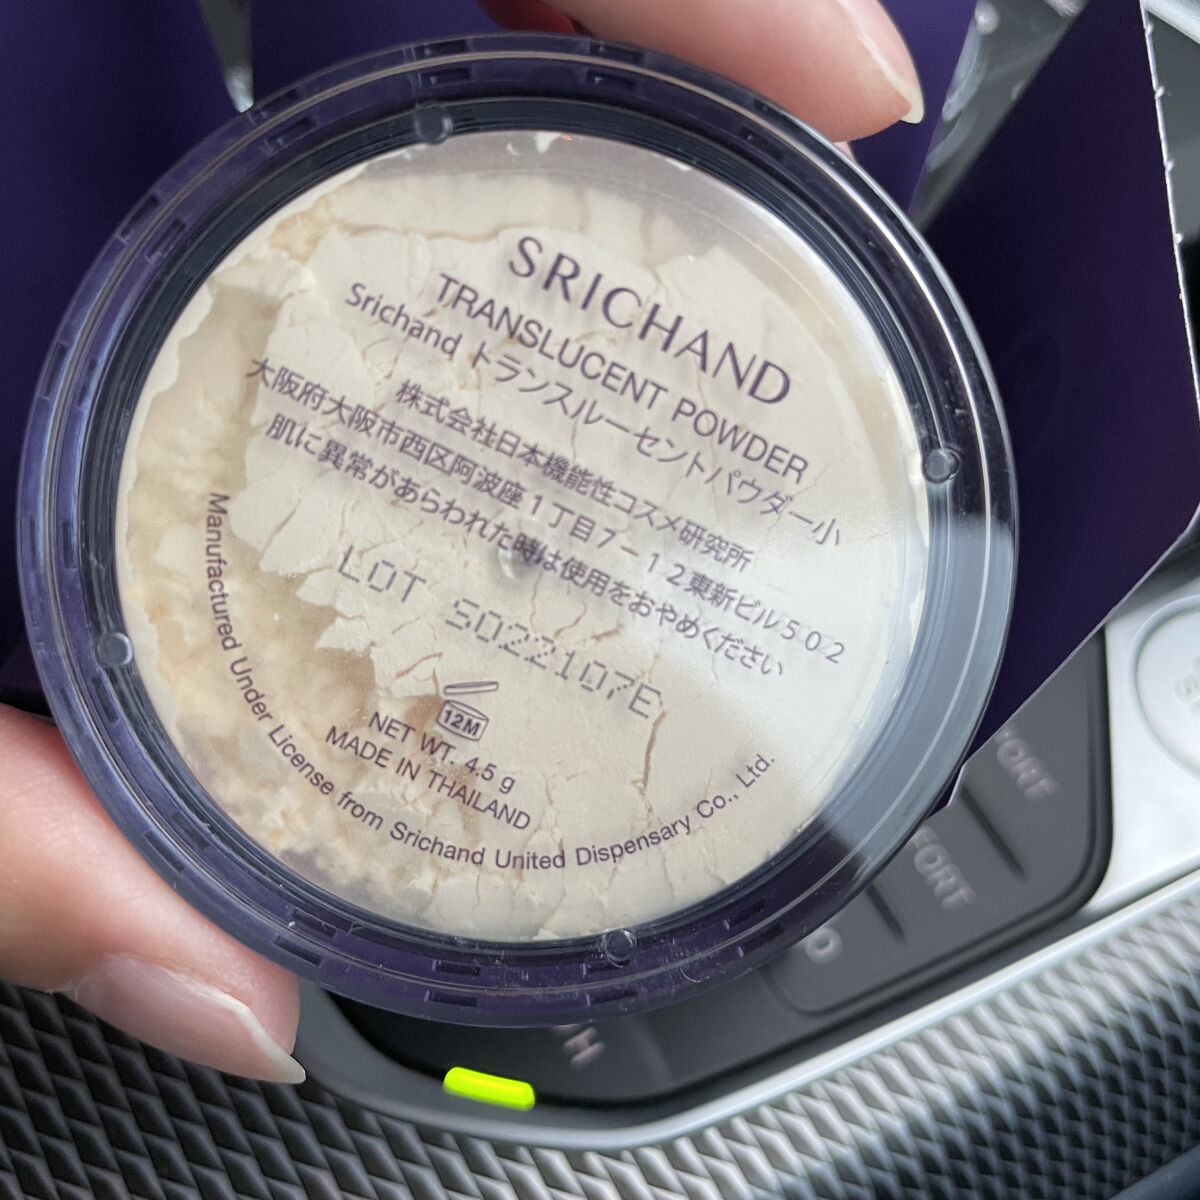 SRICHAND
TRANSLUCENT POWDER
Srichand トランスルーセントパウダー小
株式会社日本機能性コスメ研究所
大阪府大阪市西区阿波座1丁目7-12東新ビル502
肌に異常があらわれた時は使用をおやめください
LOT S022107E
12M
NET WT. 4.5 g
MADE IN THAILAND
Manufactured Under License from Srichand United Dispensary Co., Ltd.